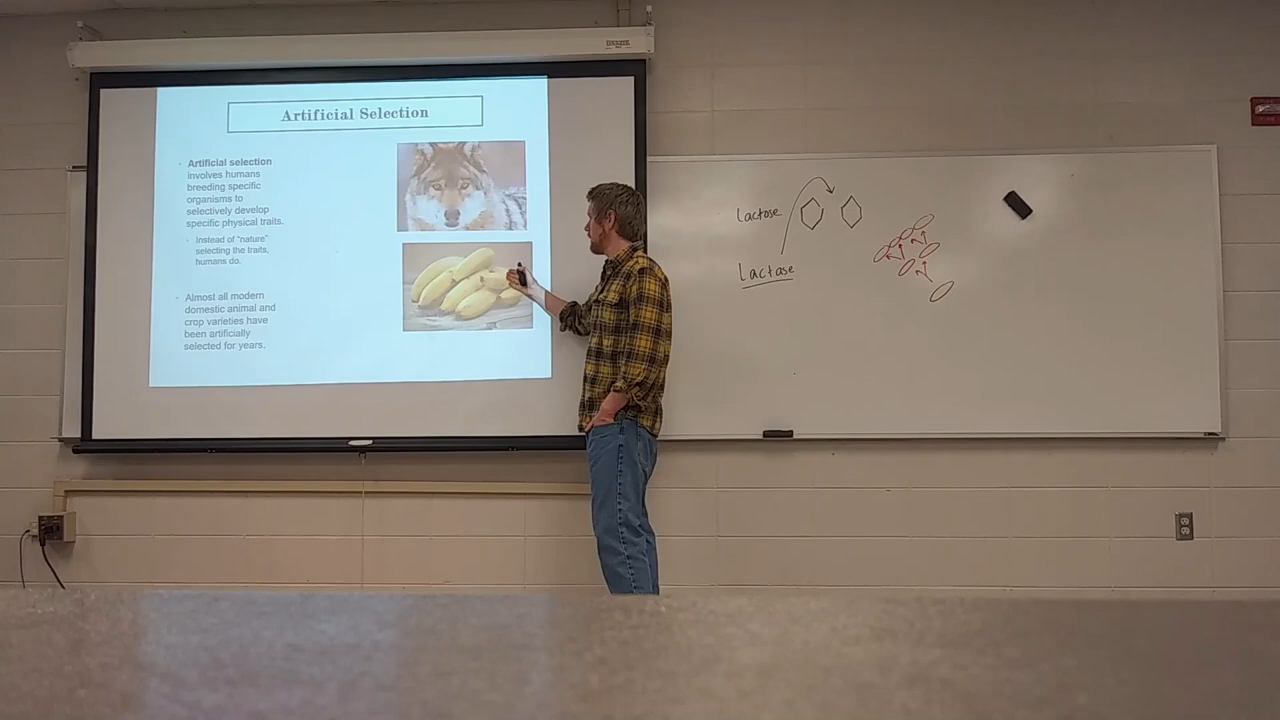 Artificial Selection
Artificial selection
involves humans
breeding specific
organisms to
selectively develop
specific physical traits.
Instead of "nature"
selecting the traits,
humans do.
Almost all modern
domestic animal and
crop varieties have
been artificially
selected for years.
Lactose
Lactase